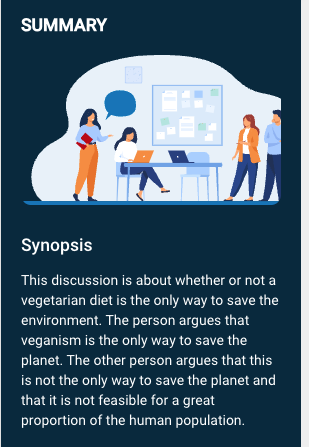 SUMMARY
Synopsis
This discussion is about whether or not a
vegetarian diet is the only way to save the
environment. The person argues that
veganism is the only way to save the
planet. The other person argues that this
is not the only way to save the planet and
that it is not feasible for a great
proportion of the human population.